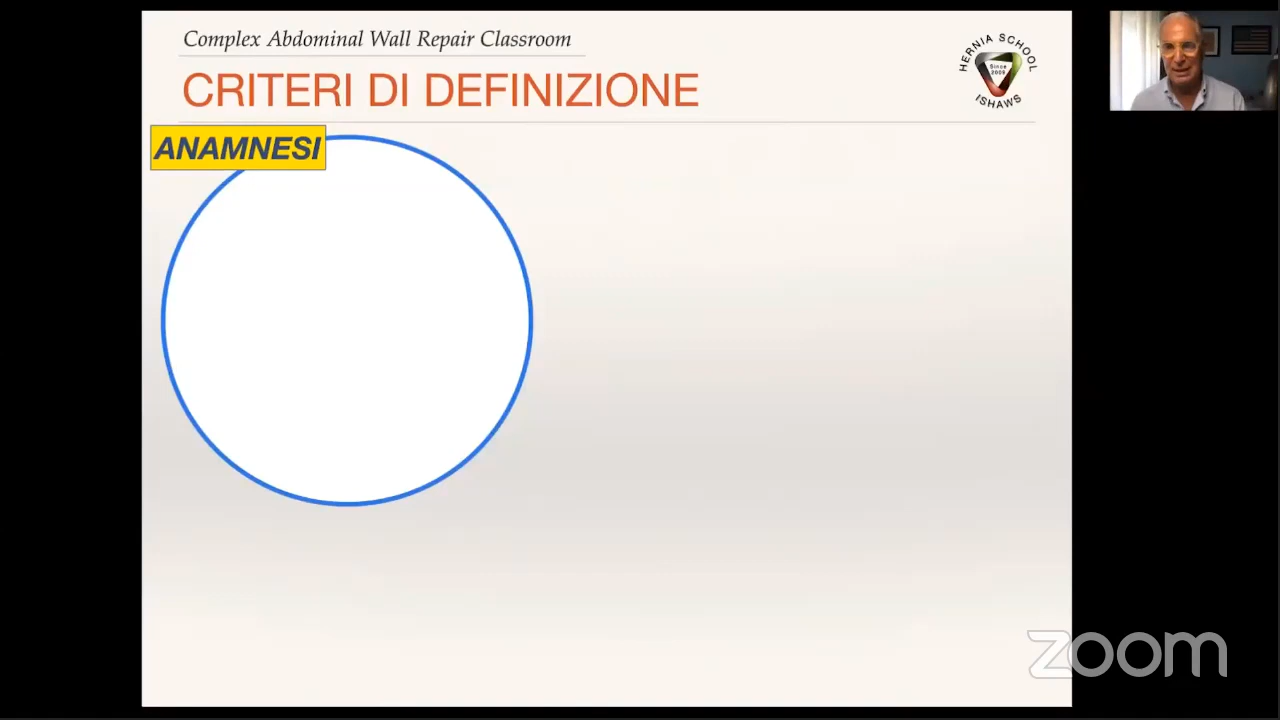 Complex Abdominal Wall Repair Classroom
CRITERI DI DEFINIZIONE
HERNIA SCHOOL
Since
2009
ISHAWS
ANAMNESI
zoom